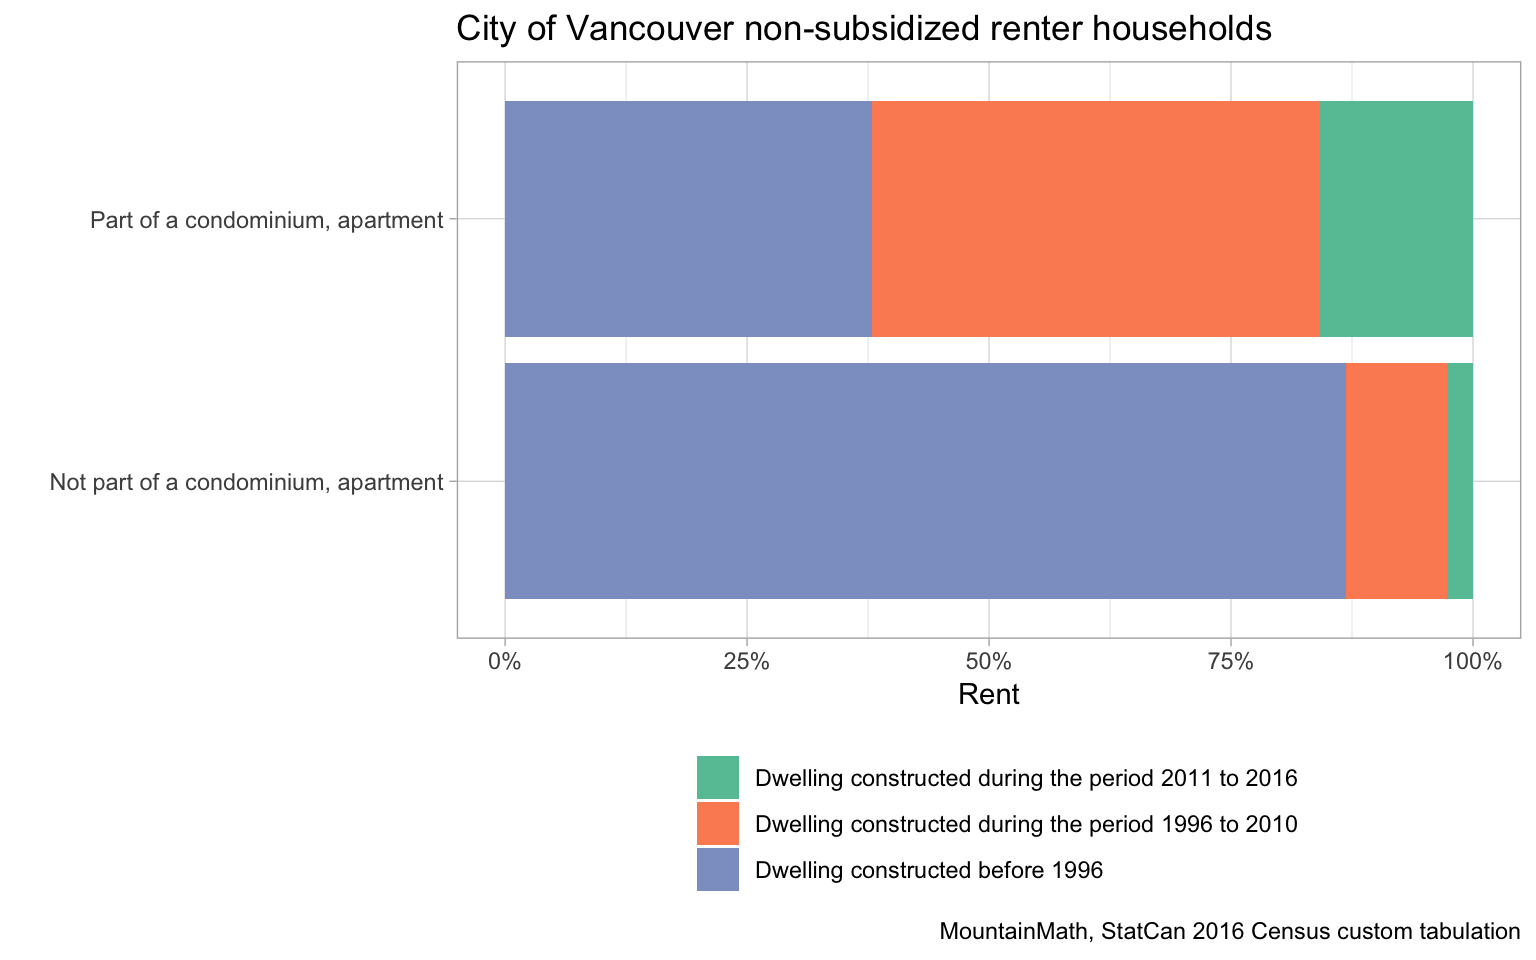 City of Vancouver non-subsidized renter households
Part of a condominium, apartment
Not part of a condominium, apartment
0% 25% 50% 75% 100%
Rent
Dwelling constructed during the period 2011 to 2016
Dwelling constructed during the period 1996 to 2010
Dwelling constructed before 1996
MountainMath, StatCan 2016 Census custom tabulation